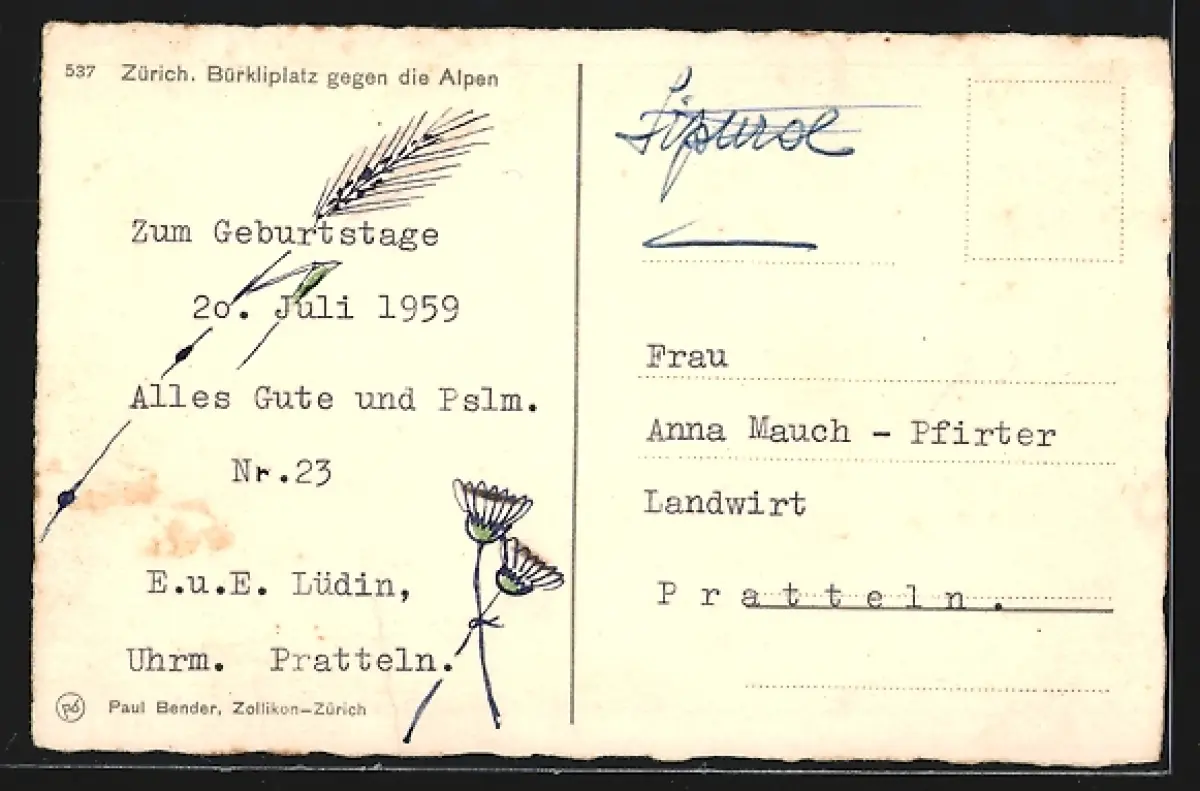 537 Zürich. Bürkliplatz gegen die Alpen
Zum Geburtstage
2o. Juli 1959
Alles Gute und Pslm.
Nr.23
E.u.E. Lüdin,
Uhrm. Pratteln.
Paul Bender, Zollikon-Zürich
Frau
Anna Mauch - Pfirter
Landwirt
P r a t t e l n .